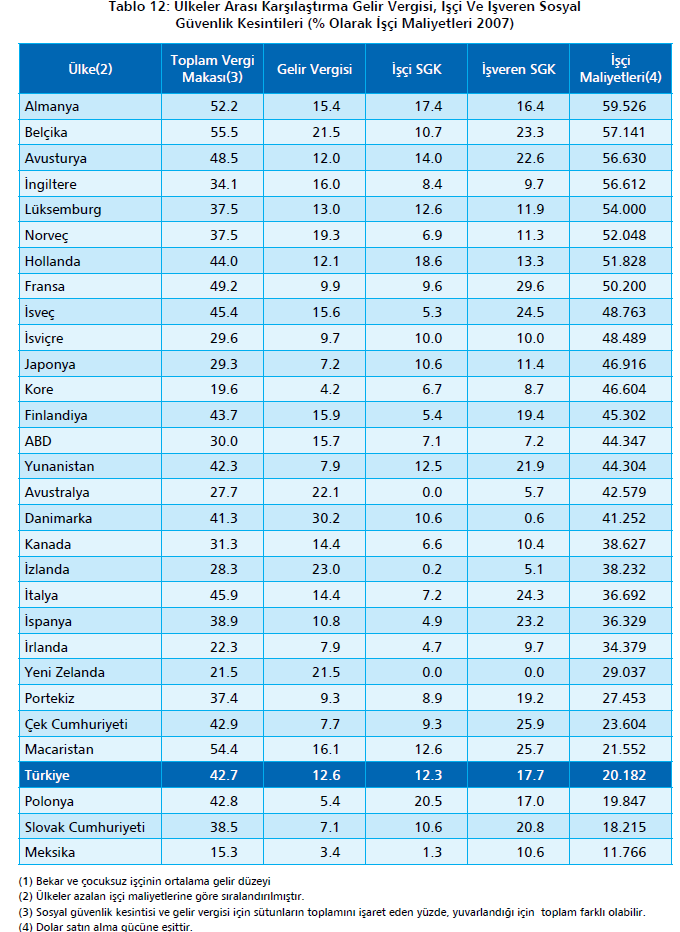 Tablo 12: Ülkeler Arası Karşılaştırma Gelir Vergisi, İşçi Ve İşveren Sosyal
Güvenlik Kesintileri (% Olarak İşçi Maliyetleri 2007)
Ülke(2) Toplam Vergi Makası(3) Gelir Vergisi İşçi SGK İşveren SGK İşçi Maliyetleri(4)
Almanya 52.2 15.4 17.4 16.4 59.526
Belçika 55.5 21.5 10.7 23.3 57.141
Avusturya 48.5 12.0 14.0 22.6 56.630
İngiltere 34.1 16.0 8.4 9.7 56.612
Lüksemburg 37.5 13.0 12.6 11.9 54.000
Norveç 37.5 19.3 6.9 11.3 52.048
Hollanda 44.0 12.1 18.6 13.3 51.828
Fransa 49.2 9.9 9.6 29.6 50.200
İsveç 45.4 15.6 5.3 24.5 48.763
İsviçre 29.6 9.7 10.0 10.0 48.489
Japonya 29.3 7.2 10.6 11.4 46.916
Kore 19.6 4.2 6.7 8.7 46.604
Finlandiya 43.7 15.9 5.4 19.4 45.302
ABD 30.0 15.7 7.1 7.2 44.347
Yunanistan 42.3 7.9 12.5 21.9 44.304
Avustralya 27.7 22.1 0.0 5.7 42.579
Danimarka 41.3 30.2 10.6 0.6 41.252
Kanada 31.3 14.4 6.6 10.4 38.627
İzlanda 28.3 23.0 0.2 5.1 38.232
İtalya 45.9 14.4 7.2 24.3 36.692
İspanya 38.9 10.8 4.9 23.2 36.329
İrlanda 22.3 7.9 4.7 9.7 34.379
Yeni Zelanda 21.5 21.5 0.0 0.0 29.037
Portekiz 37.4 9.3 8.9 19.2 27.453
Çek Cumhuriyeti 42.9 7.7 9.3 25.9 23.604
Macaristan 54.4 16.1 12.6 25.7 21.552
Türkiye 42.7 12.6 12.3 17.7 20.182
Polonya 42.8 5.4 20.5 17.0 19.847
Slovak Cumhuriyeti 38.5 7.1 10.6 20.8 18.215
Meksika 15.3 3.4 1.3 10.6 11.766
(1) Bekar ve çocuksuz işçinin ortalama gelir düzeyi
(2) Ülkeler azalan işçi maliyetlerine göre sıralandırılmıştır.
(3) Sosyal güvenlik kesintisi ve gelir vergisi için sütunların toplamını işaret eden yüzde, yuvarlandığı için toplam farklı olabilir.
(4) Dolar satın alma gücüne eşittir.